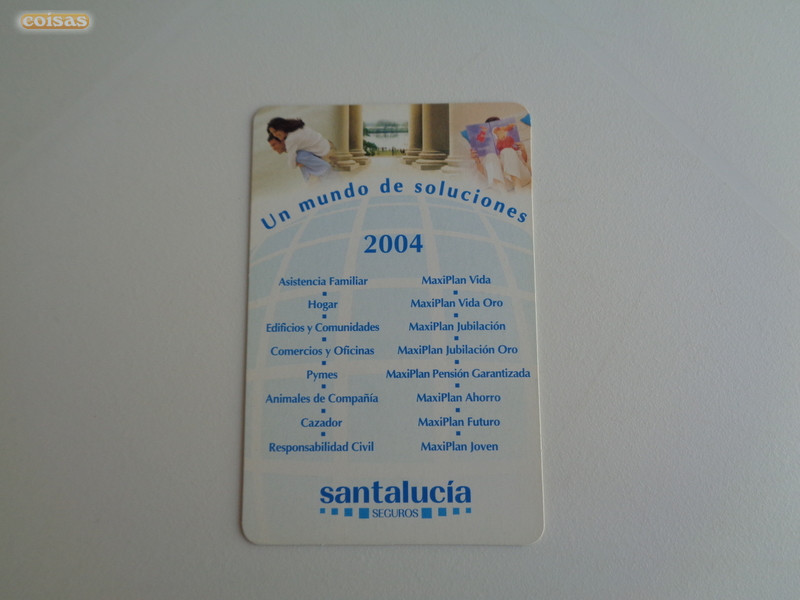 coisas
Un mundo de soluciones
2004
Asistencia Familiar
Hogar
Edificios y Comunidades
Comercios y Oficinas
Pymes
Animales de Compañía
Cazador
Responsabilidad Civil
MaxiPlan Vida
MaxiPlan Vida Oro
MaxiPlan Jubilación
MaxiPlan Jubilación Oro
MaxiPlan Pensión Garantizada
MaxiPlan Ahorro
MaxiPlan Futuro
MaxiPlan Joven
santalucía
SEGUROS